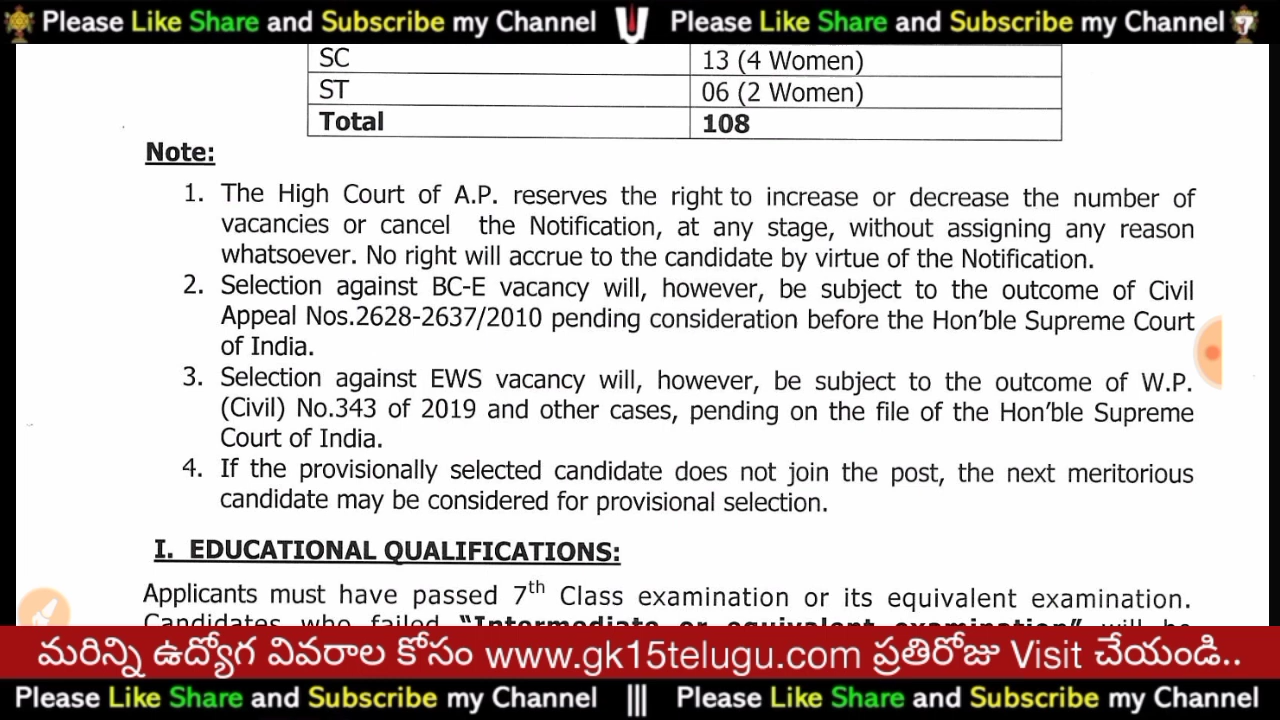 Please Like Share and Subscribe my Channel Please Like Share and Subscribe my Channel
SC 13 (4 Women)
ST 06 (2 Women)
Total 108
Note:
1. The High Court of A.P. reserves the right to increase or decrease the number of
vacancies or cancel the Notification, at any stage, without assigning any reason
whatsoever. No right will accrue to the candidate by virtue of the Notification.
2. Selection against BC-E vacancy will, however, be subject to the outcome of Civil
Appeal Nos.2628-2637/2010 pending consideration before the Hon'ble Supreme Court
of India.
3. Selection against EWS vacancy will, however, be subject to the outcome of W.P.
(Civil) No.343 of 2019 and other cases, pending on the file of the Hon'ble Supreme
Court of India.
4. If the provisionally selected candidate does not join the post, the next meritorious
candidate may be considered for provisional selection.
I. EDUCATIONAL QUALIFICATIONS:
Applicants must have passed 7th Class examination or its equivalent examination.
Candidates who failed "Intermediate or equivalent examination" will be
మరిన్ని ఉద్యోగ వివరాల కోసం www.gk15telugu.com ప్రతిరోజు Visit చేయండి..
Please Like Share and Subscribe my Channel ||| Please Like Share and Subscribe my Channel